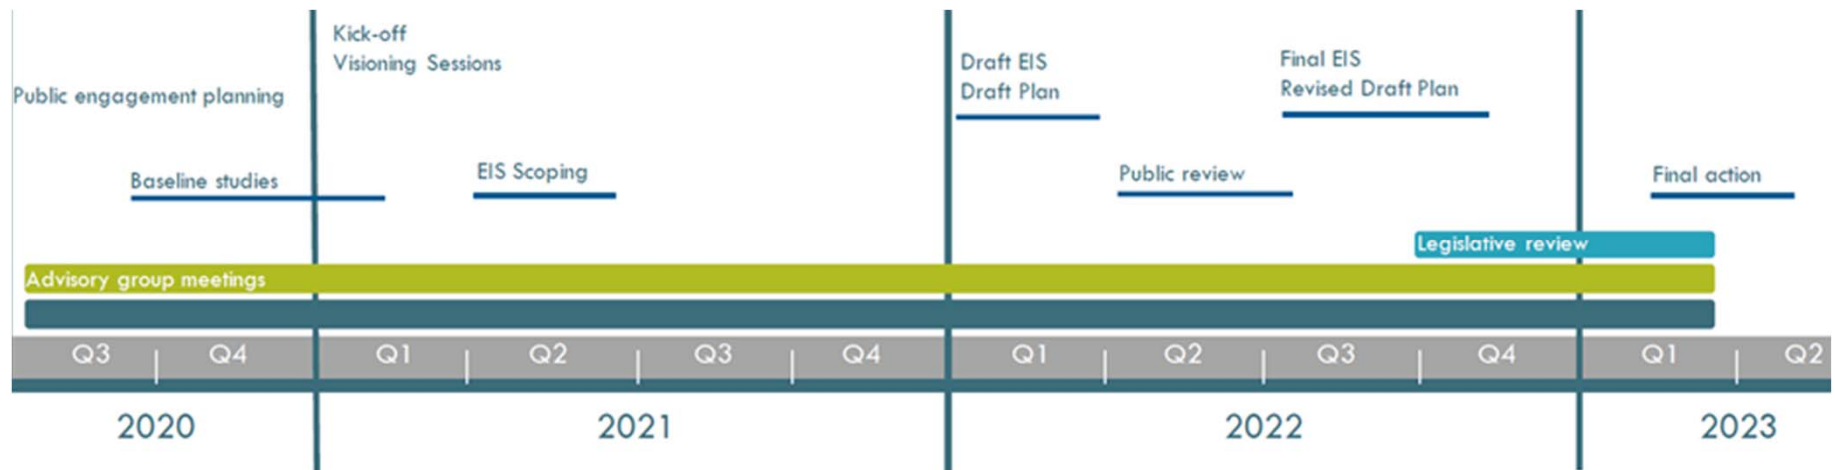 Kick-off
Visioning Sessions
Public engagement planning
Draft EIS
Draft Plan
Final EIS
Revised Draft Plan
Baseline studies
EIS Scoping
Public review
Final action
Legislative review
Advisory group meetings
Q3 Q4 Q1 Q2 Q3 Q4 Q1 Q2 Q3 Q4 Q1 Q2
2020 2021 2022 2023